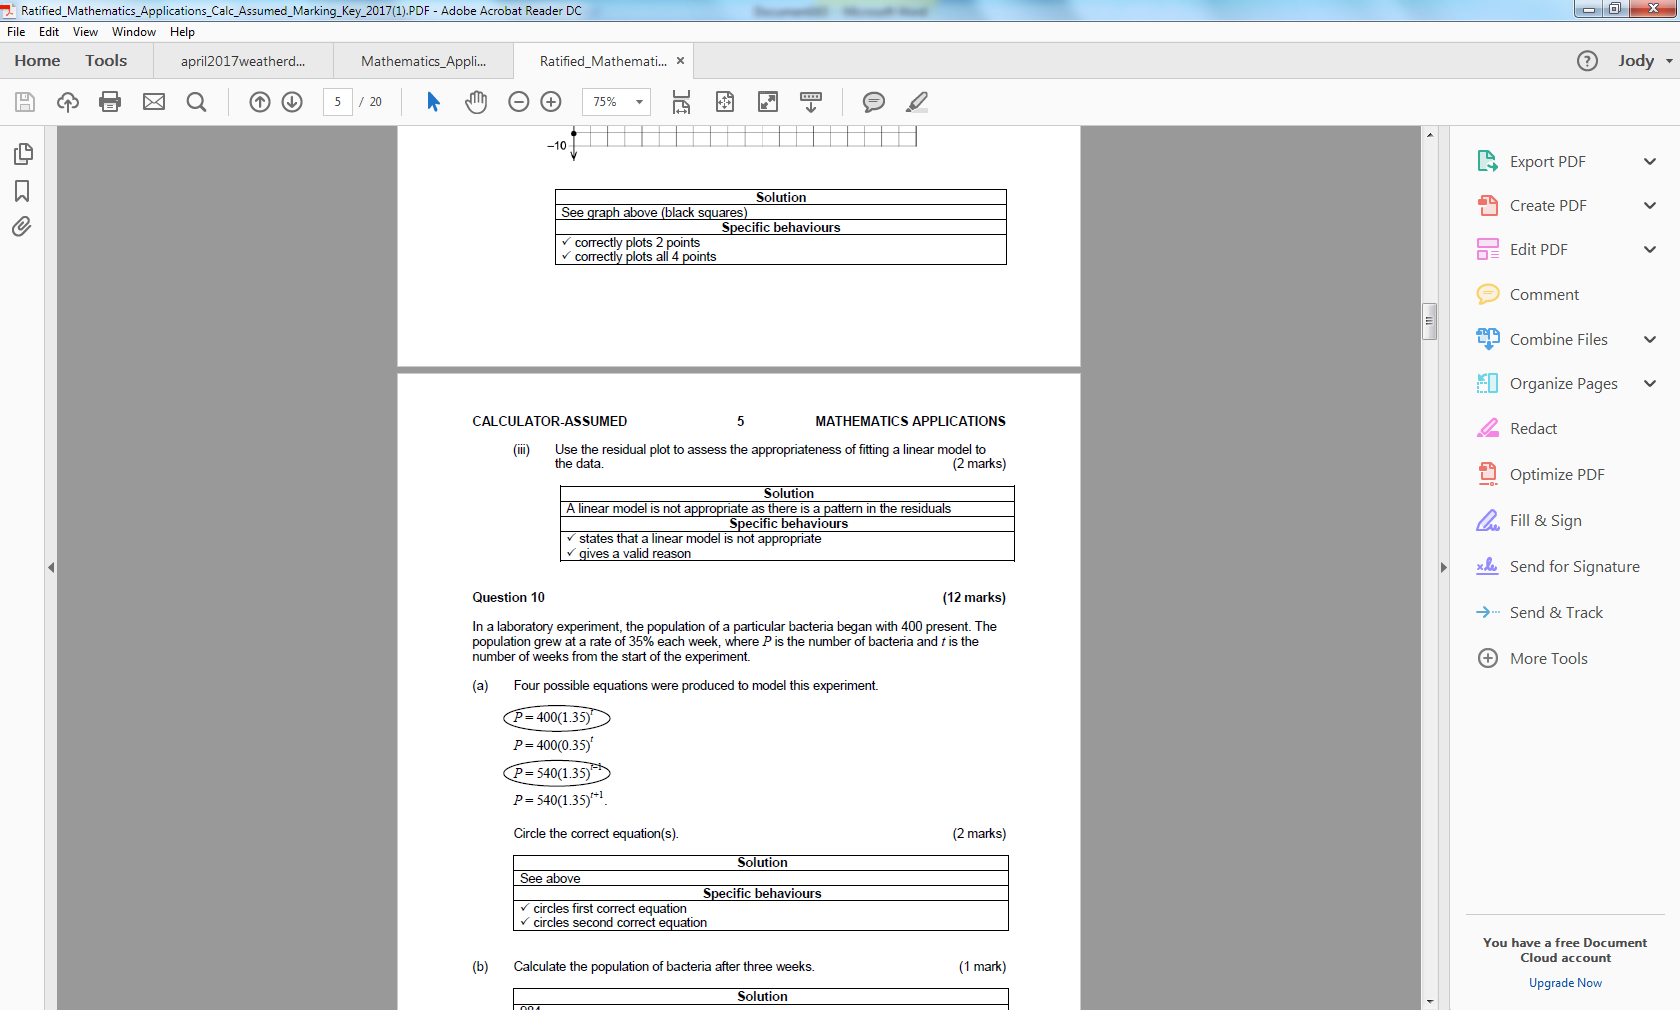 Ratified_Mathematics_Applications_Calc_Assumed_Marking_Key_2017(1).PDF - Adobe Acrobat Reader DC
File Edit View Window Help
Home Tools april2017weatherd... Mathematics_Appli... Ratified_Mathemati... × Jody
5 / 20 75%
–10
Solution
See graph above (black squares)
Specific behaviours
✓ correctly plots 2 points
✓ correctly plots all 4 points
CALCULATOR-ASSUMED 5 MATHEMATICS APPLICATIONS
(iii) Use the residual plot to assess the appropriateness of fitting a linear model to
the data. (2 marks)
Solution
A linear model is not appropriate as there is a pattern in the residuals
Specific behaviours
✓ states that a linear model is not appropriate
✓ gives a valid reason
Question 10 (12 marks)
In a laboratory experiment, the population of a particular bacteria began with 400 present. The
population grew at a rate of 35% each week, where P is the number of bacteria and t is the
number of weeks from the start of the experiment.
(a) Four possible equations were produced to model this experiment.
P = 400(1.35)^t
P = 400(0.35)^t
P = 540(1.35)^{t–1}
P = 540(1.35)^{t+1}.
Circle the correct equation(s). (2 marks)
Solution
See above
Specific behaviours
✓ circles first correct equation
✓ circles second correct equation
(b) Calculate the population of bacteria after three weeks. (1 mark)
Solution
984
Export PDF
Create PDF
Edit PDF
Comment
Combine Files
Organize Pages
Redact
Optimize PDF
Fill & Sign
Send for Signature
Send & Track
More Tools
You have a free Document
Cloud account
Upgrade Now